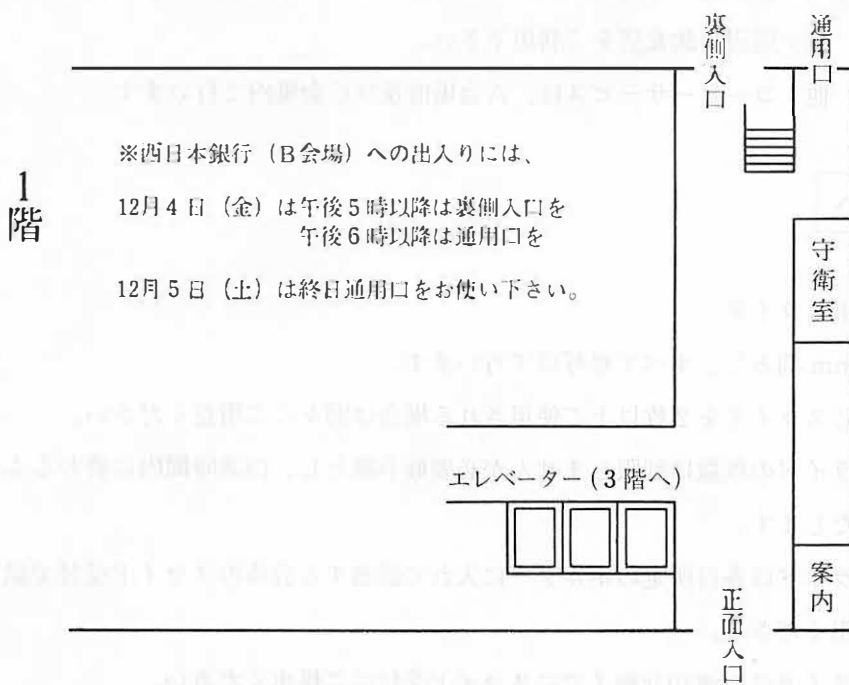 裏側入口
通用口
1階
※西日本銀行（B会場）への出入りには、
12月4日（金）は午後5時以降は裏側入口を
午後6時以降は通用口を
12月5日（土）は終日通用口をお使い下さい。
守衛室
エレベーター(3階へ)
案内
正面入口